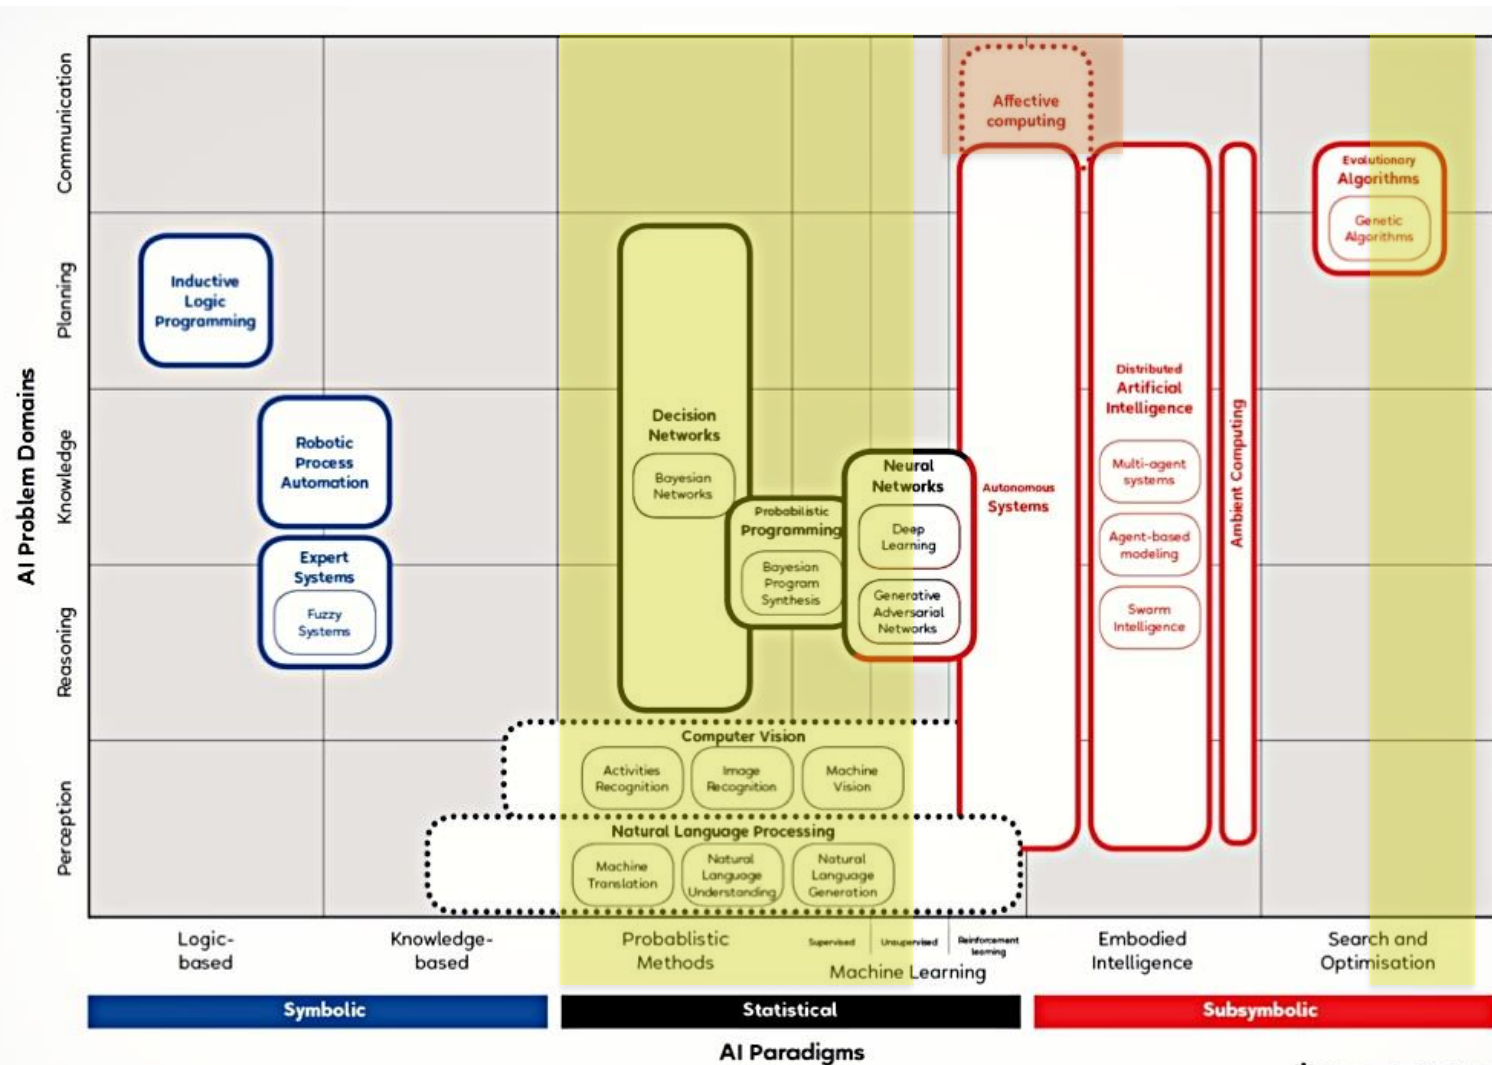 Communication
Planning
Knowledge
Reasoning
Perception
AI Problem Domains
Affective
computing
Evolutionary
Algorithms
Genetic
Algorithms
Inductive
Logic
Programming
Robotic
Process
Automation
Expert
Systems
Fuzzy
Systems
Decision
Networks
Bayesian
Networks
Probabilistic
Programming
Bayesian
Program
Synthesis
Neural
Networks
Deep
Learning
Generative
Adversarial
Networks
Autonomous
Systems
Distributed
Artificial
Intelligence
Multi-agent
systems
Agent-based
modeling
Swarm
Intelligence
Ambient Computing
Computer Vision
Activities
Recognition
Image
Recognition
Machine
Vision
Natural Language Processing
Machine
Translation
Natural
Language
Understanding
Natural
Language
Generation
Logic-
based
Knowledge-
based
Probablistic
Methods
Supervised
Unsupervised
Reinforcement
learning
Machine Learning
Embodied
Intelligence
Search and
Optimisation
Symbolic
Statistical
Subsymbolic
AI Paradigms